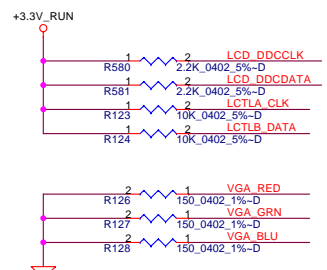 +3.3V_RUN
1 2 LCD_DDCCLK
R580 2.2K_0402_5%~D
1 2 LCD_DDCDATA
R581 2.2K_0402_5%~D
1 2 LCTLA_CLK
R123 10K_0402_5%~D
1 2 LCTLB_DATA
R124 10K_0402_5%~D
2 1 VGA_RED
R126 150_0402_1%~D
2 1 VGA_GRN
R127 150_0402_1%~D
2 1 VGA_BLU
R128 150_0402_1%~D